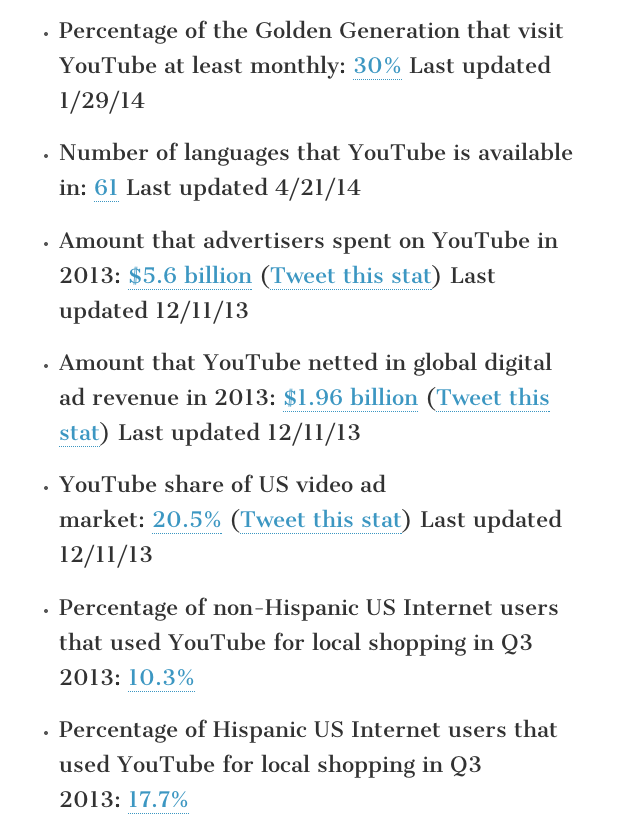 Percentage of the Golden Generation that visit
YouTube at least monthly: 30% Last updated
1/29/14
Number of languages that YouTube is available
in: 61 Last updated 4/21/14
Amount that advertisers spent on YouTube in
2013: $5.6 billion (Tweet this stat) Last
updated 12/11/13
Amount that YouTube netted in global digital
ad revenue in 2013: $1.96 billion (Tweet this
stat) Last updated 12/11/13
YouTube share of US video ad
market: 20.5% (Tweet this stat) Last updated
12/11/13
Percentage of non-Hispanic US Internet users
that used YouTube for local shopping in Q3
2013: 10.3%
Percentage of Hispanic US Internet users that
used YouTube for local shopping in Q3
2013: 17.7%